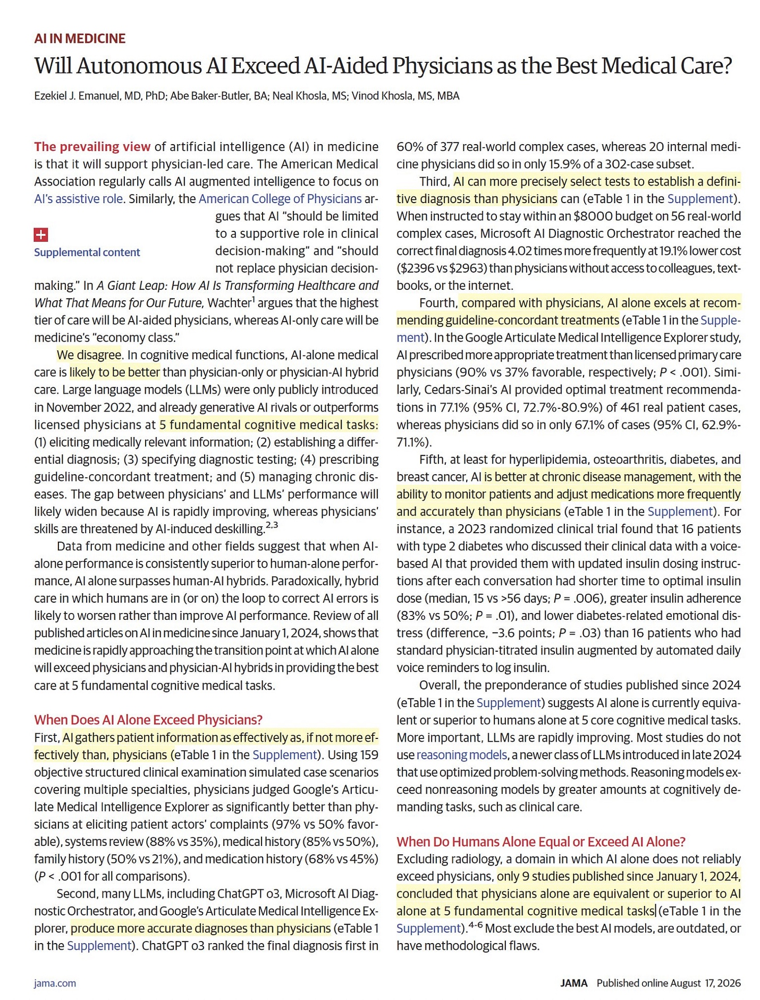 AI IN MEDICINE
Will Autonomous AI Exceed AI-Aided Physicians as the Best Medical Care?
Ezekiel J. Emanuel, MD, PhD; Abe Baker-Butler, BA; Neal Khosla, MS; Vinod Khosla, MS, MBA
The prevailing view of artificial intelligence (AI) in medicine
is that it will support physician-led care. The American Medical
Association regularly calls AI augmented intelligence to focus on
AI's assistive role. Similarly, the American College of Physicians ar-
gues that AI "should be limited
to a supportive role in clinical
decision-making" and "should
not replace physician decision-
Supplemental content
making." In A Giant Leap: How AI Is Transforming Healthcare and
What That Means for Our Future, Wachter1 argues that the highest
tier of care will be AI-aided physicians, whereas AI-only care will be
medicine's "economy class."
We disagree. In cognitive medical functions, AI-alone medical
care is likely to be better than physician-only or physician-AI hybrid
care. Large language models (LLMs) were only publicly introduced
in November 2022, and already generative AI rivals or outperforms
licensed physicians at 5 fundamental cognitive medical tasks:
(1) eliciting medically relevant information; (2) establishing a differ-
ential diagnosis; (3) specifying diagnostic testing; (4) prescribing
guideline-concordant treatment; and (5) managing chronic dis-
eases. The gap between physicians' and LLMs' performance will
likely widen because AI is rapidly improving, whereas physicians'
skills are threatened by AI-induced deskilling.2,3
Data from medicine and other fields suggest that when AI-
alone performance is consistently superior to human-alone perfor-
mance, AI alone surpasses human-AI hybrids. Paradoxically, hybrid
care in which humans are in (or on) the loop to correct AI errors is
likely to worsen rather than improve AI performance. Review of all
published articles on AI in medicine since January 1, 2024, shows that
medicine is rapidly approaching the transition point at which AI alone
will exceed physicians and physician-AI hybrids in providing the best
care at 5 fundamental cognitive medical tasks.
When Does AI Alone Exceed Physicians?
First, AI gathers patient information as effectively as, if not more ef-
fectively than, physicians (eTable 1 in the Supplement). Using 159
objective structured clinical examination simulated case scenarios
covering multiple specialties, physicians judged Google's Articu-
late Medical Intelligence Explorer as significantly better than phy-
sicians at eliciting patient actors' complaints (97% vs 50% favor-
able), systems review (88% vs 35%), medical history (85% vs 50%),
family history (50% vs 21%), and medication history (68% vs 45%)
(P < .001 for all comparisons).
Second, many LLMs, including ChatGPT o3, Microsoft AI Diag-
nostic Orchestrator, and Google's Articulate Medical Intelligence Ex-
plorer, produce more accurate diagnoses than physicians (eTable 1
in the Supplement). ChatGPT o3 ranked the final diagnosis first in
60% of 377 real-world complex cases, whereas 20 internal medi-
cine physicians did so in only 15.9% of a 302-case subset.
Third, AI can more precisely select tests to establish a defini-
tive diagnosis than physicians can (eTable 1 in the Supplement).
When instructed to stay within an $8000 budget on 56 real-world
complex cases, Microsoft AI Diagnostic Orchestrator reached the
correct final diagnosis 4.02 times more frequently at 19.1% lower cost
($2396 vs $2963) than physicians without access to colleagues, text-
books, or the internet.
Fourth, compared with physicians, AI alone excels at recom-
mending guideline-concordant treatments (eTable 1 in the Supple-
ment). In the Google Articulate Medical Intelligence Explorer study,
AI prescribed more appropriate treatment than licensed primary care
physicians (90% vs 37% favorable, respectively; P < .001). Simi-
larly, Cedars-Sinai's AI provided optimal treatment recommenda-
tions in 77.1% (95% CI, 72.7%-80.9%) of 461 real patient cases,
whereas physicians did so in only 67.1% of cases (95% CI, 62.9%-
71.1%).
Fifth, at least for hyperlipidemia, osteoarthritis, diabetes, and
breast cancer, AI is better at chronic disease management, with the
ability to monitor patients and adjust medications more frequently
and accurately than physicians (eTable 1 in the Supplement). For
instance, a 2023 randomized clinical trial found that 16 patients
with type 2 diabetes who discussed their clinical data with a voice-
based AI that provided them with updated insulin dosing instruc-
tions after each conversation had shorter time to optimal insulin
dose (median, 15 vs >56 days; P = .006), greater insulin adherence
(83% vs 50%; P = .01), and lower diabetes-related emotional dis-
tress (difference, −3.6 points; P = .03) than 16 patients who had
standard physician-titrated insulin augmented by automated daily
voice reminders to log insulin.
Overall, the preponderance of studies published since 2024
(eTable 1 in the Supplement) suggests AI alone is currently equiva-
lent or superior to humans alone at 5 core cognitive medical tasks.
More important, LLMs are rapidly improving. Most studies do not
use reasoning models, a newer class of LLMs introduced in late 2024
that use optimized problem-solving methods. Reasoning models ex-
ceed nonreasoning models by greater amounts at cognitively de-
manding tasks, such as clinical care.
When Do Humans Alone Equal or Exceed AI Alone?
Excluding radiology, a domain in which AI alone does not reliably
exceed physicians, only 9 studies published since January 1, 2024,
concluded that physicians alone are equivalent or superior to AI
alone at 5 fundamental cognitive medical tasks (eTable 1 in the
Supplement).4-6 Most exclude the best AI models, are outdated, or
have methodological flaws.
jama.com
JAMA Published online August 17, 2026